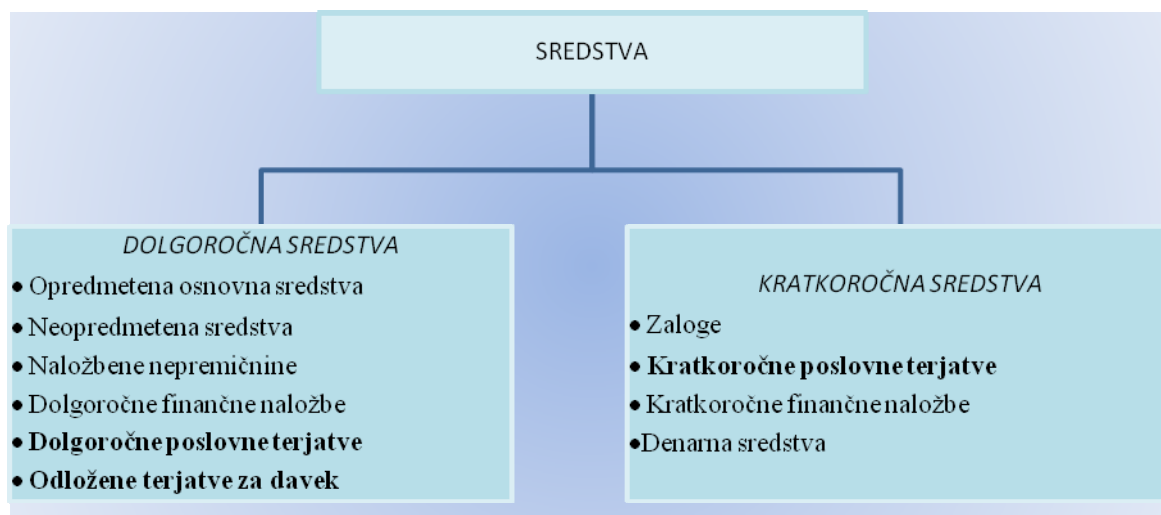 SREDSTVA
DOLGOROČNA SREDSTVA
• Opredmetena osnovna sredstva
• Neopredmetena sredstva
• Naložbene nepremičnine
• Dolgoročne finančne naložbe
• Dolgoročne poslovne terjatve
• Odložene terjatve za davek
KRATKOROČNA SREDSTVA
• Zaloge
• Kratkoročne poslovne terjatve
• Kratkoročne finančne naložbe
•Denarna sredstva